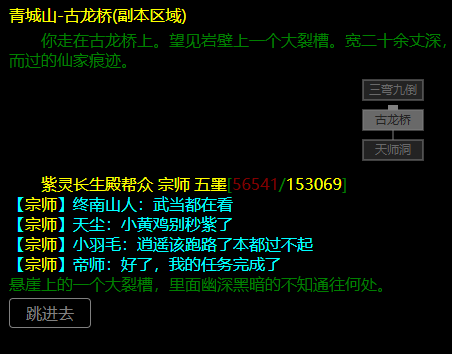 青城山-古龙桥(副本区域)
你走在古龙桥上。望见岩壁上一个大裂槽。宽二十余丈深，
而过的仙家痕迹。
三弯九倒
古龙桥
天师洞
紫灵长生殿帮众 宗师 五墨[56541/153069]
【宗师】终南山人：武当都在看
【宗师】天尘：小黄鸡别秒紫了
【宗师】小羽毛：逍遥该跑路了本都过不起
【宗师】帝师：好了，我的任务完成了
悬崖上的一个大裂槽，里面幽深黑暗的不知通往何处。
跳进去